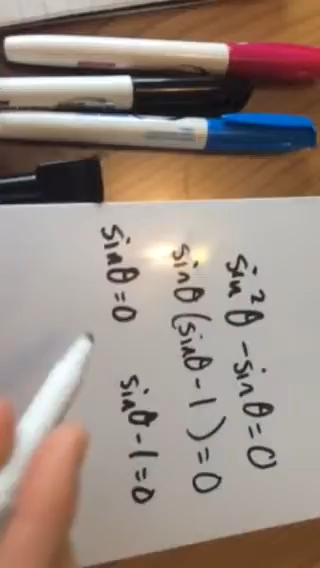 sin²θ - sinθ = 0
sinθ (sinθ - 1) = 0
sinθ = 0 sinθ - 1 = 0